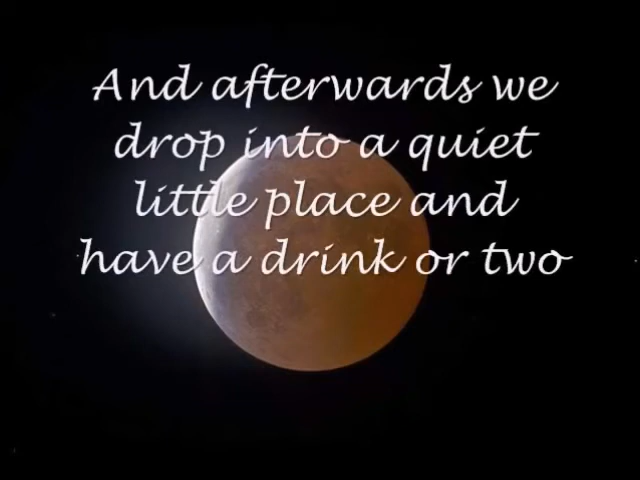 And afterwards we
drop into a quiet
little place and
have a drink or two